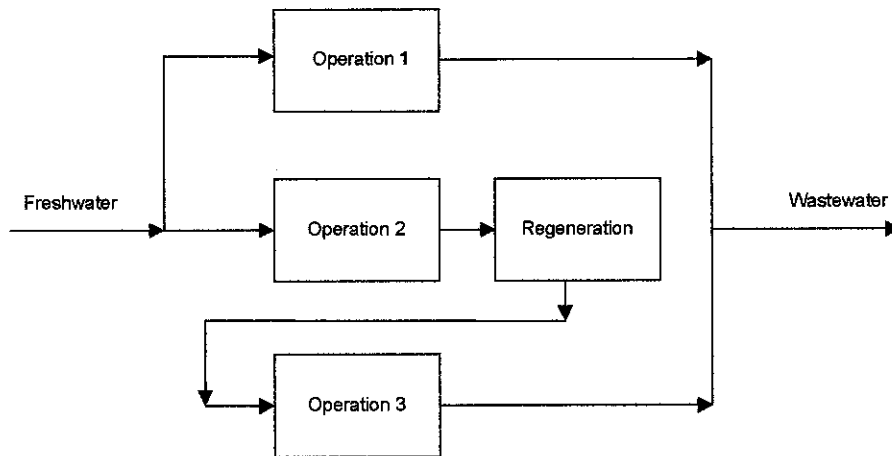 Operation 1
Freshwater
Operation 2
Regeneration
Wastewater
Operation 3